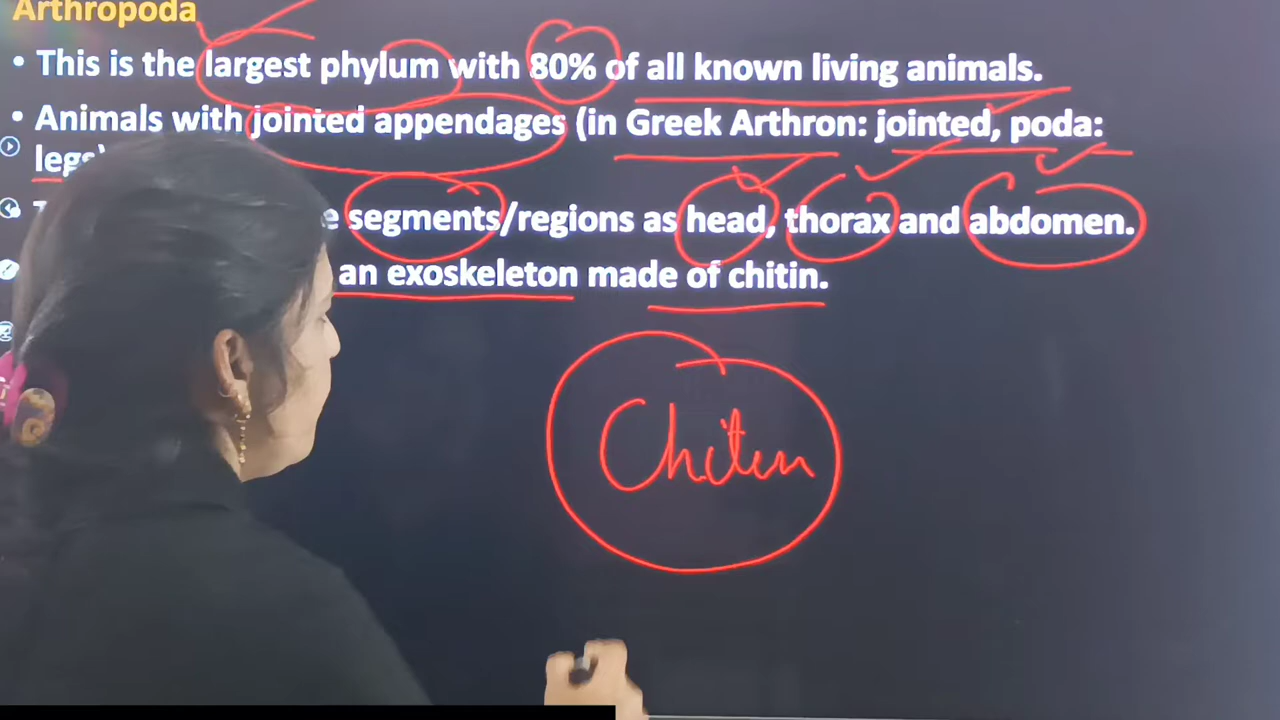 Arthropoda
• This is the largest phylum with 80% of all known living animals.
• Animals with jointed appendages (in Greek Arthron: jointed, poda:
legs)
segments/regions as head, thorax and abdomen.
an exoskeleton made of chitin.
Chitin